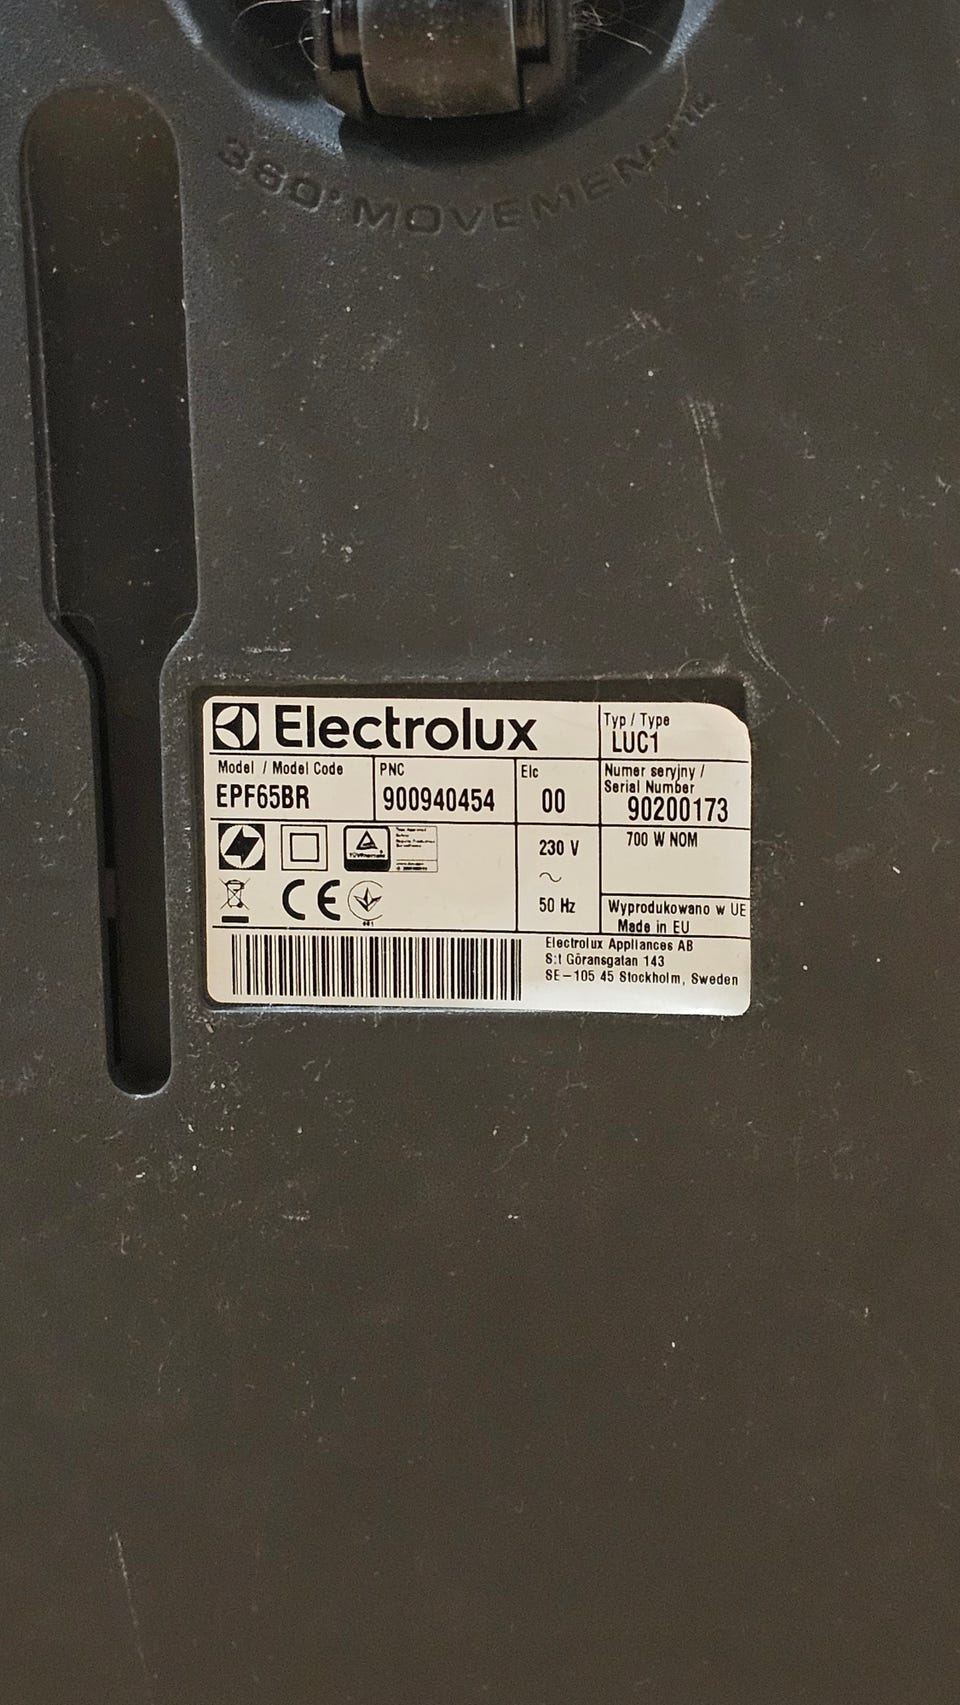 360° MOVEMENT™
Electrolux
Typ / Type
LUC1
Model / Model Code
EPF65BR
PNC
900940454
Elc
00
Numer seryjny /
Serial Number
90200173
230 V
~
50 Hz
700 W NOM
CE
Wyprodukowano w UE
Made in EU
Electrolux Appliances AB
S:t Göransgatan 143
SE-105 45 Stockholm, Sweden